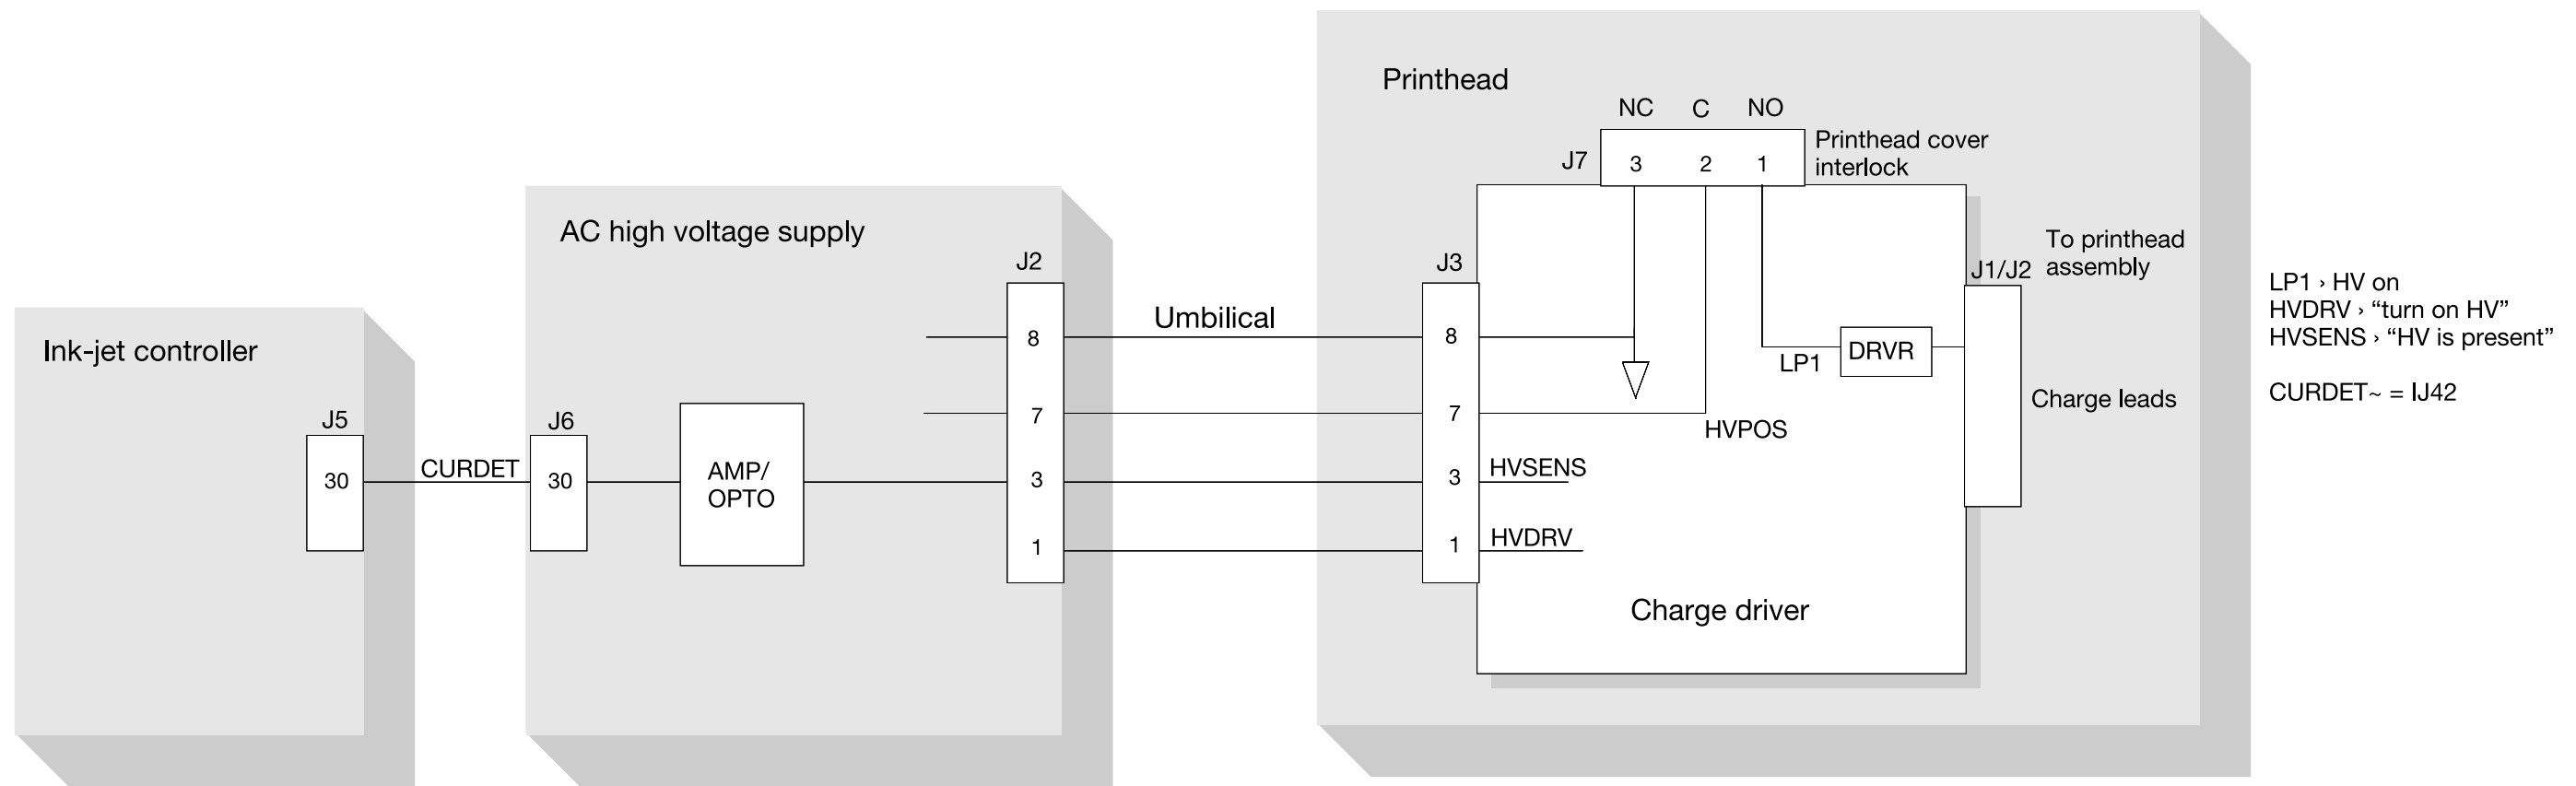 Printhead
NC C NO
J7 3 2 1
Printhead cover
interlock
AC high voltage supply
To printhead
assembly
J2
J3
J1/J2
LP1 › HV on
HVDRV › “turn on HV”
HVSENS › “HV is present”
CURDET~ = IJ42
Umbilical
Ink-jet controller
8
8
LP1
DRVR
Charge leads
J5
J6
7
7
HVPOS
30
CURDET
30
AMP/
OPTO
3
3
HVSENS
1
1
HVDRV
Charge driver